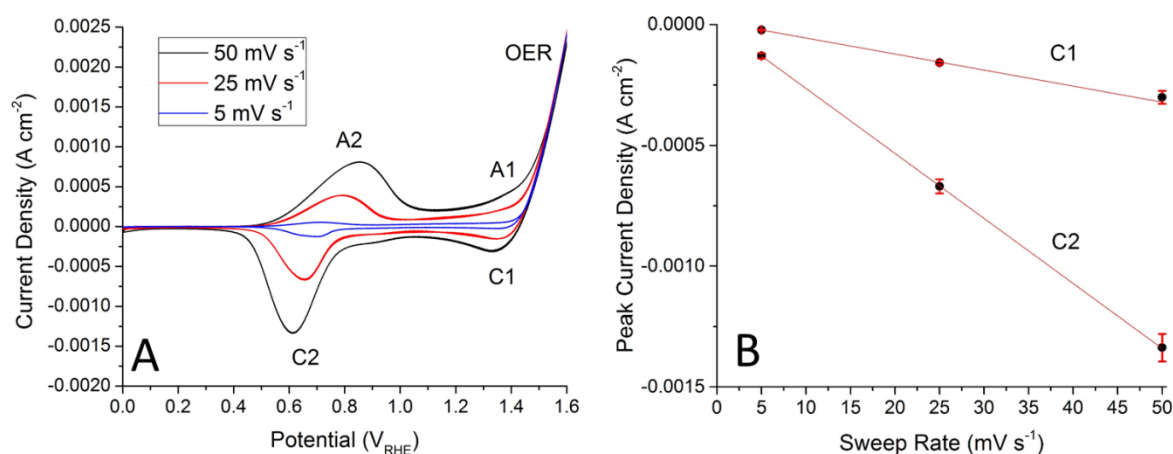 0.0025
0.0020
0.0015
0.0010
0.0005
0.0000
-0.0005
-0.0010
-0.0015
-0.0020
Current Density (A cm⁻²)
50 mV s⁻¹
25 mV s⁻¹
5 mV s⁻¹
OER
A2
A1
C1
C2
A
0.0 0.2 0.4 0.6 0.8 1.0 1.2 1.4 1.6
Potential (V_RHE)
0.0000
-0.0005
-0.0010
-0.0015
Peak Current Density (A cm⁻²)
C1
C2
B
0 5 10 15 20 25 30 35 40 45 50
Sweep Rate (mV s⁻¹)